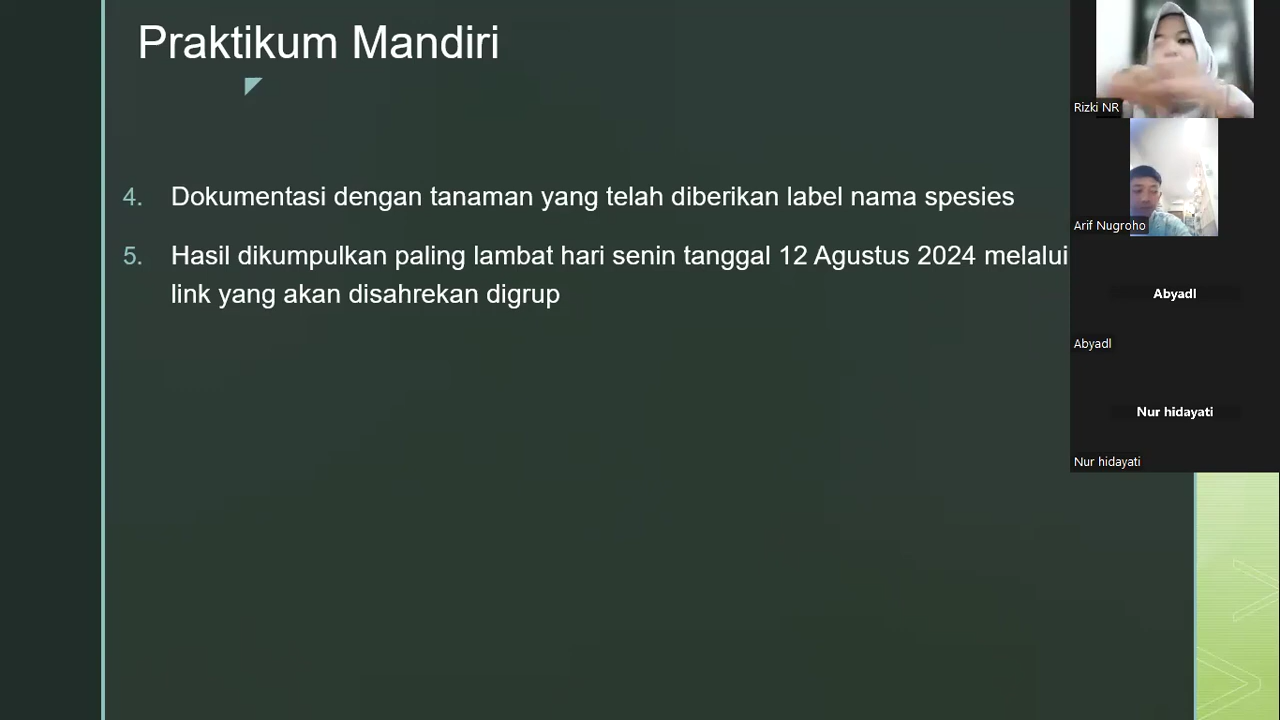 Praktikum Mandiri
4. Dokumentasi dengan tanaman yang telah diberikan label nama spesies
5. Hasil dikumpulkan paling lambat hari senin tanggal 12 Agustus 2024 melalui
link yang akan disahrekan digrup
Rizki NR
Arif Nugroho
Abyadl
Abyadl
Nur hidayati
Nur hidayati